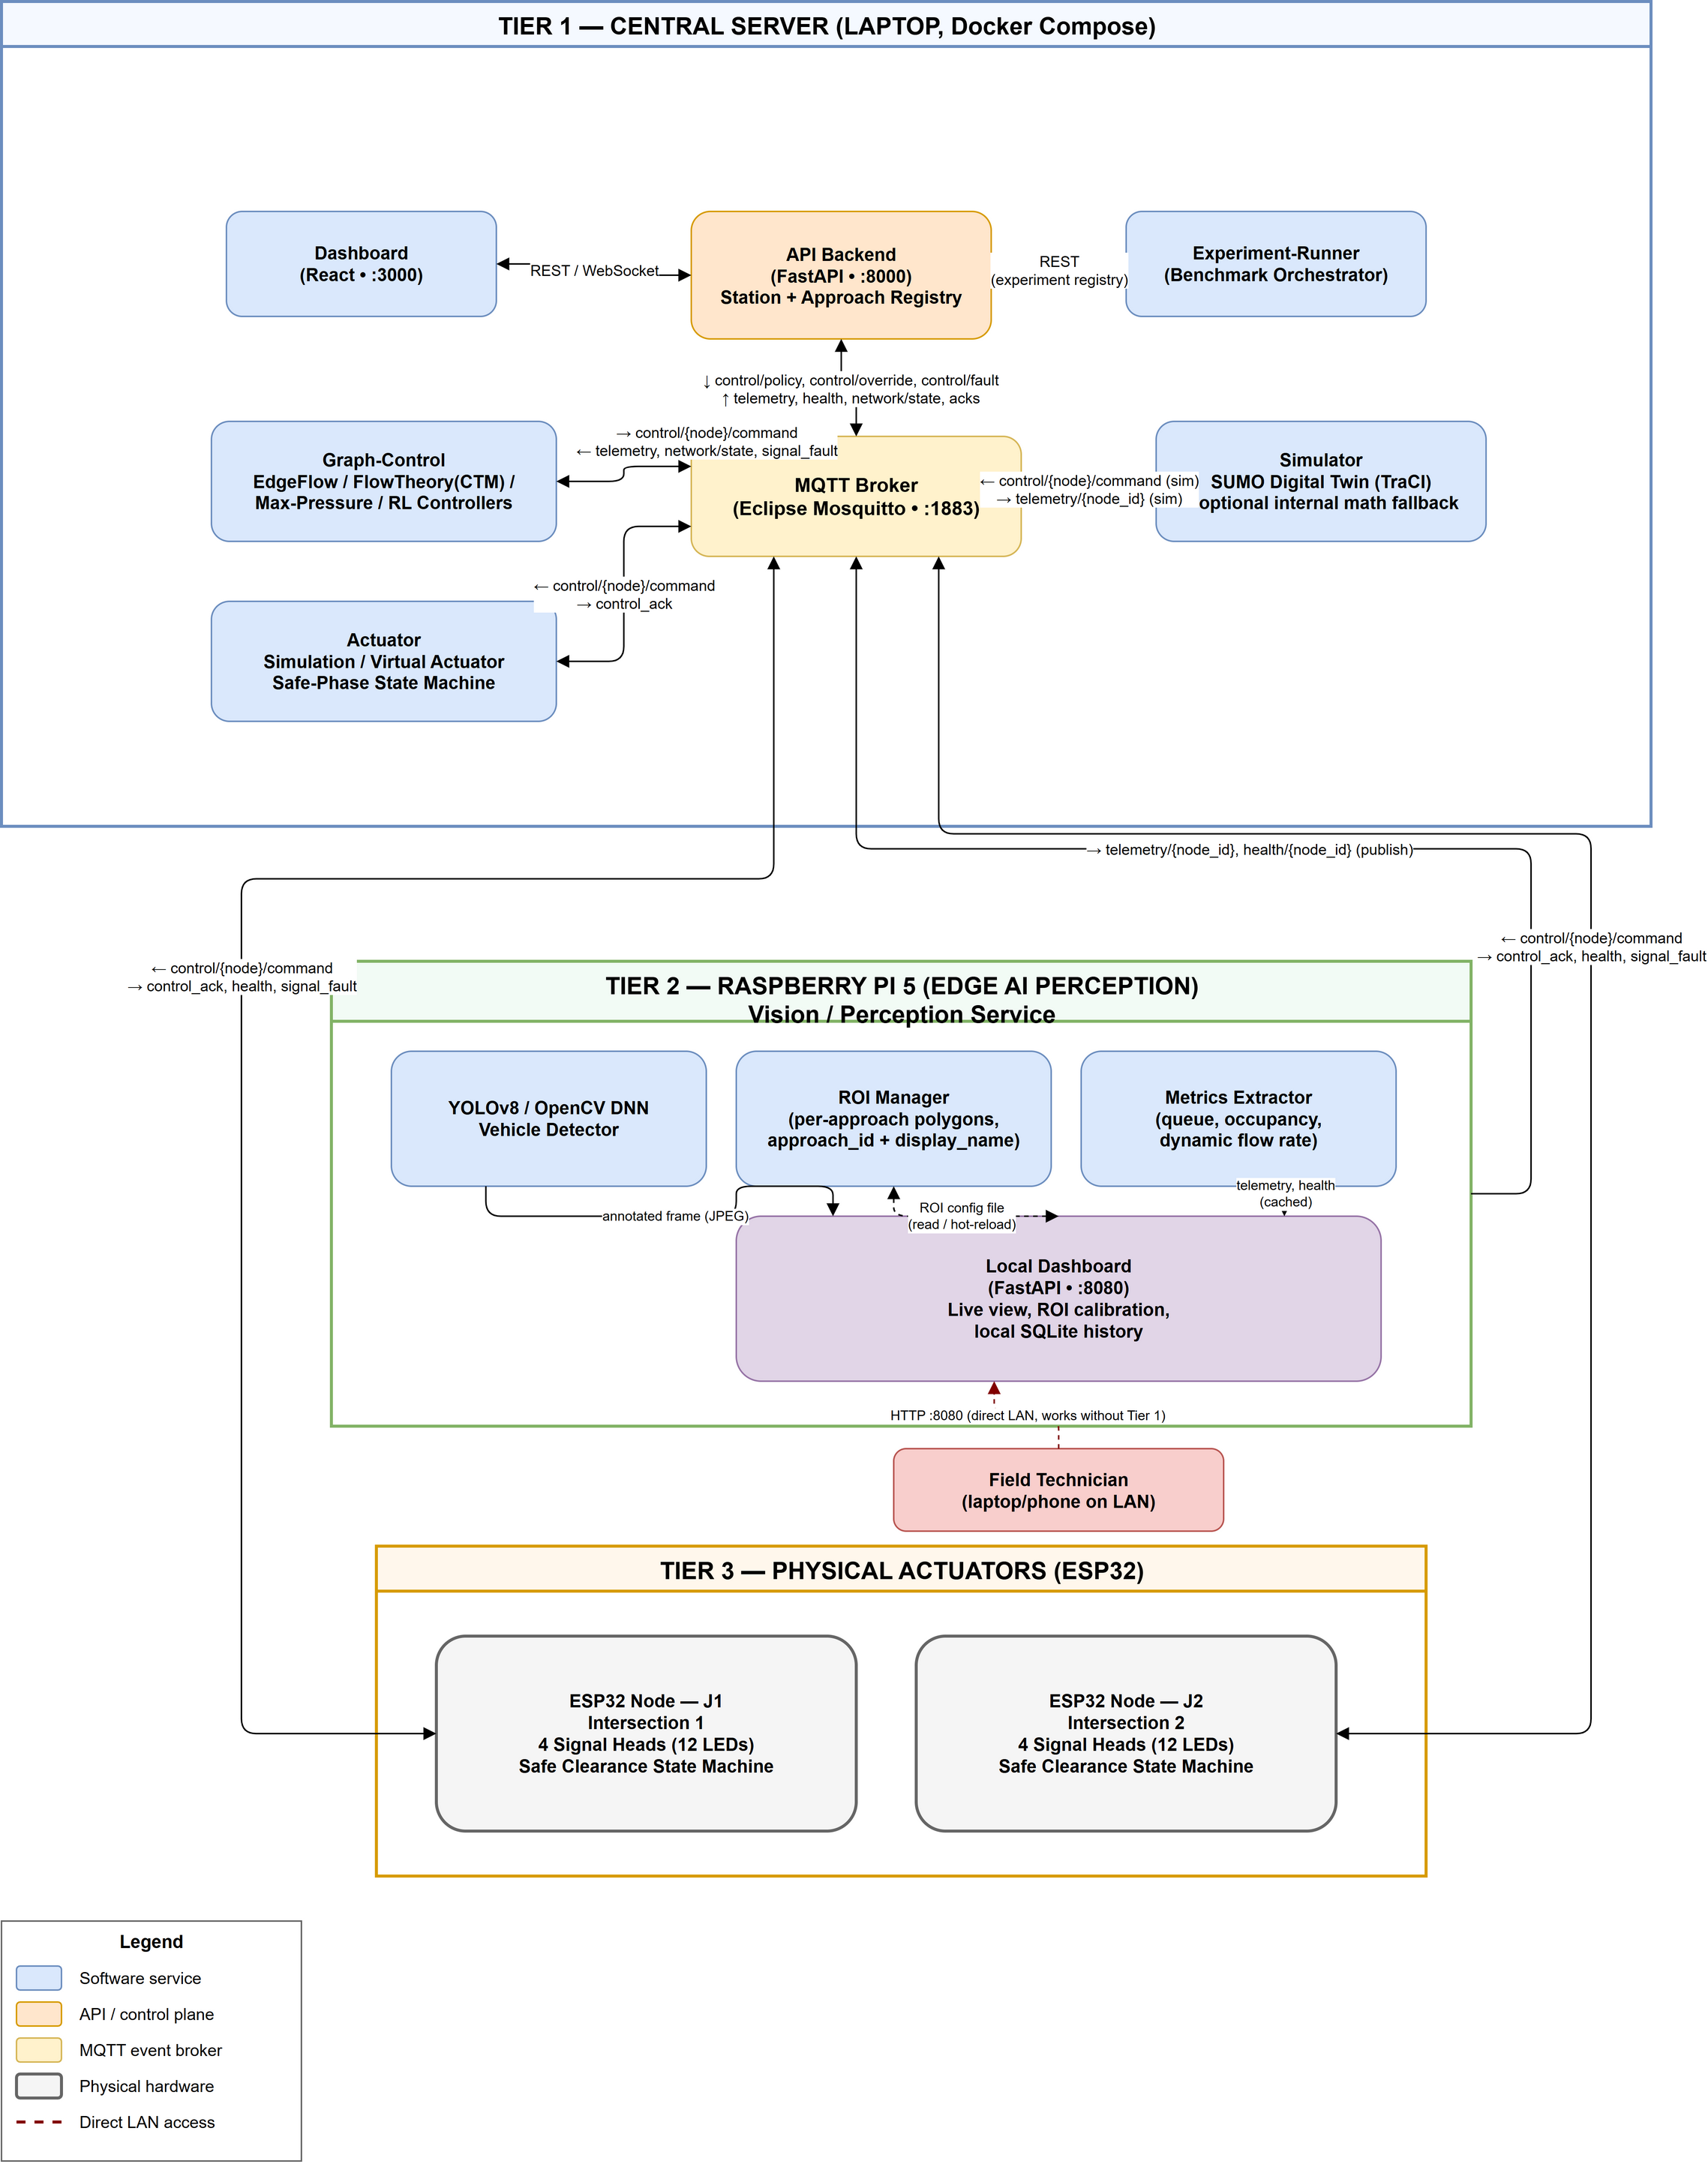 TIER 1 — CENTRAL SERVER (LAPTOP, Docker Compose)
Dashboard
(React • :3000)
REST / WebSocket
API Backend
(FastAPI • :8000)
Station + Approach Registry
REST
(experiment registry)
Experiment-Runner
(Benchmark Orchestrator)
↓ control/policy, control/override, control/fault
↑ telemetry, health, network/state, acks
Graph-Control
EdgeFlow / FlowTheory(CTM) /
Max-Pressure / RL Controllers
→ control/{node}/command
← telemetry, network/state, signal_fault
MQTT Broker
(Eclipse Mosquitto • :1883)
← control/{node}/command (sim)
→ telemetry/{node_id} (sim)
Simulator
SUMO Digital Twin (TraCI)
optional internal math fallback
← control/{node}/command
→ control_ack
Actuator
Simulation / Virtual Actuator
Safe-Phase State Machine
→ telemetry/{node_id}, health/{node_id} (publish)
← control/{node}/command
→ control_ack, health, signal_fault
← control/{node}/command
→ control_ack, health, signal_fault
TIER 2 — RASPBERRY PI 5 (EDGE AI PERCEPTION)
Vision / Perception Service
YOLOv8 / OpenCV DNN
Vehicle Detector
ROI Manager
(per-approach polygons,
approach_id + display_name)
Metrics Extractor
(queue, occupancy,
dynamic flow rate)
annotated frame (JPEG)
ROI config file
(read / hot-reload)
telemetry, health
(cached)
Local Dashboard
(FastAPI • :8080)
Live view, ROI calibration,
local SQLite history
HTTP :8080 (direct LAN, works without Tier 1)
Field Technician
(laptop/phone on LAN)
TIER 3 — PHYSICAL ACTUATORS (ESP32)
ESP32 Node — J1
Intersection 1
4 Signal Heads (12 LEDs)
Safe Clearance State Machine
ESP32 Node — J2
Intersection 2
4 Signal Heads (12 LEDs)
Safe Clearance State Machine
Legend
Software service
API / control plane
MQTT event broker
Physical hardware
Direct LAN access